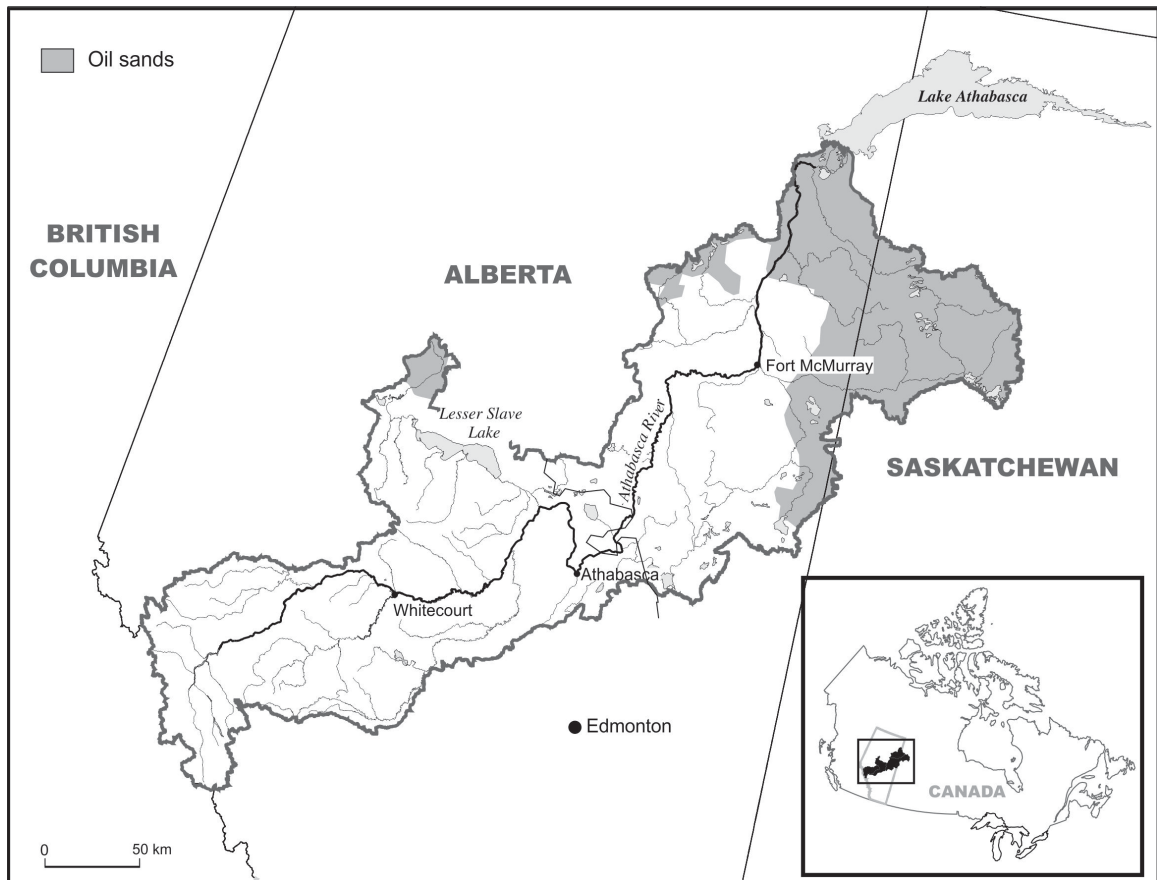 Oil sands
Lake Athabasca
BRITISH
COLUMBIA
ALBERTA
Fort McMurray
Lesser Slave
Lake
Athabasca River
SASKATCHEWAN
Athabasca
Whitecourt
Edmonton
CANADA
0 50 km